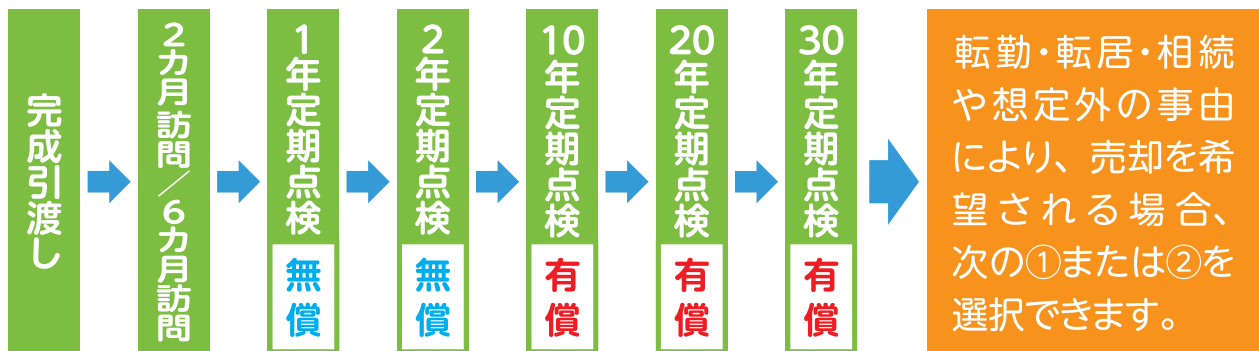 完成引渡し
2カ月訪問／6カ月訪問
1年定期点検
無償
2年定期点検
無償
10年定期点検
有償
20年定期点検
有償
30年定期点検
有償
転勤・転居・相続
や想定外の事由
により、売却を希
望される場合、
次の①または②を
選択できます。